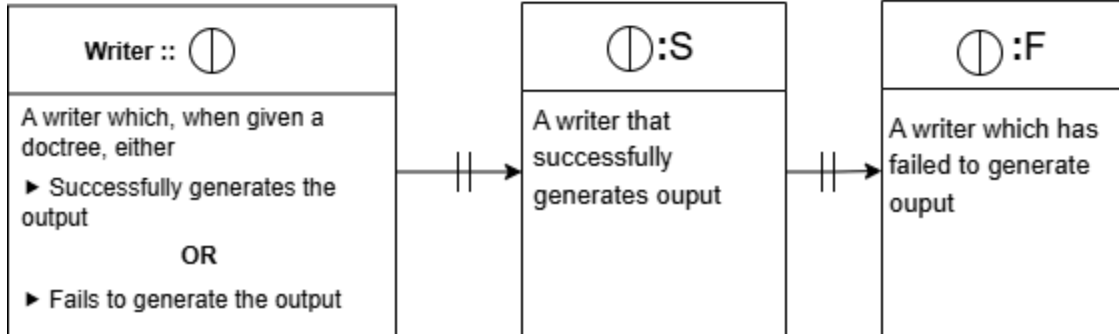 Writer ::
A writer which, when given a
doctree, either
▶ Successfully generates the
output
OR
▶ Fails to generate the output
:S
A writer that
successfully
generates ouput
:F
A writer which has
failed to generate
ouput